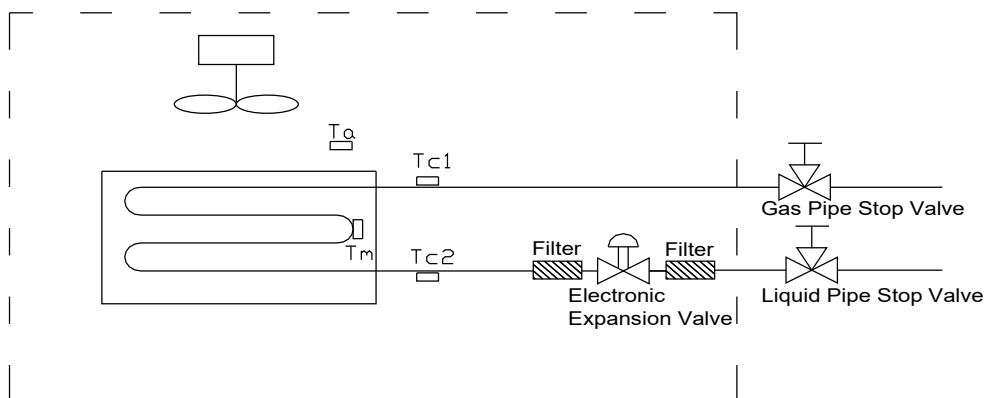 Ta
Tc1
Gas Pipe Stop Valve
Tm
Tc2
Filter
Filter
Electronic
Expansion Valve
Liquid Pipe Stop Valve